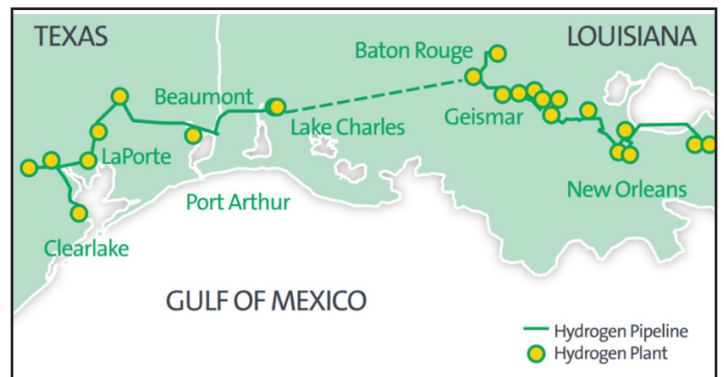 TEXAS
LOUISIANA
Baton Rouge
Beaumont
Lake Charles
Geismar
LaPorte
Port Arthur
New Orleans
Clearlake
GULF OF MEXICO
Hydrogen Pipeline
Hydrogen Plant